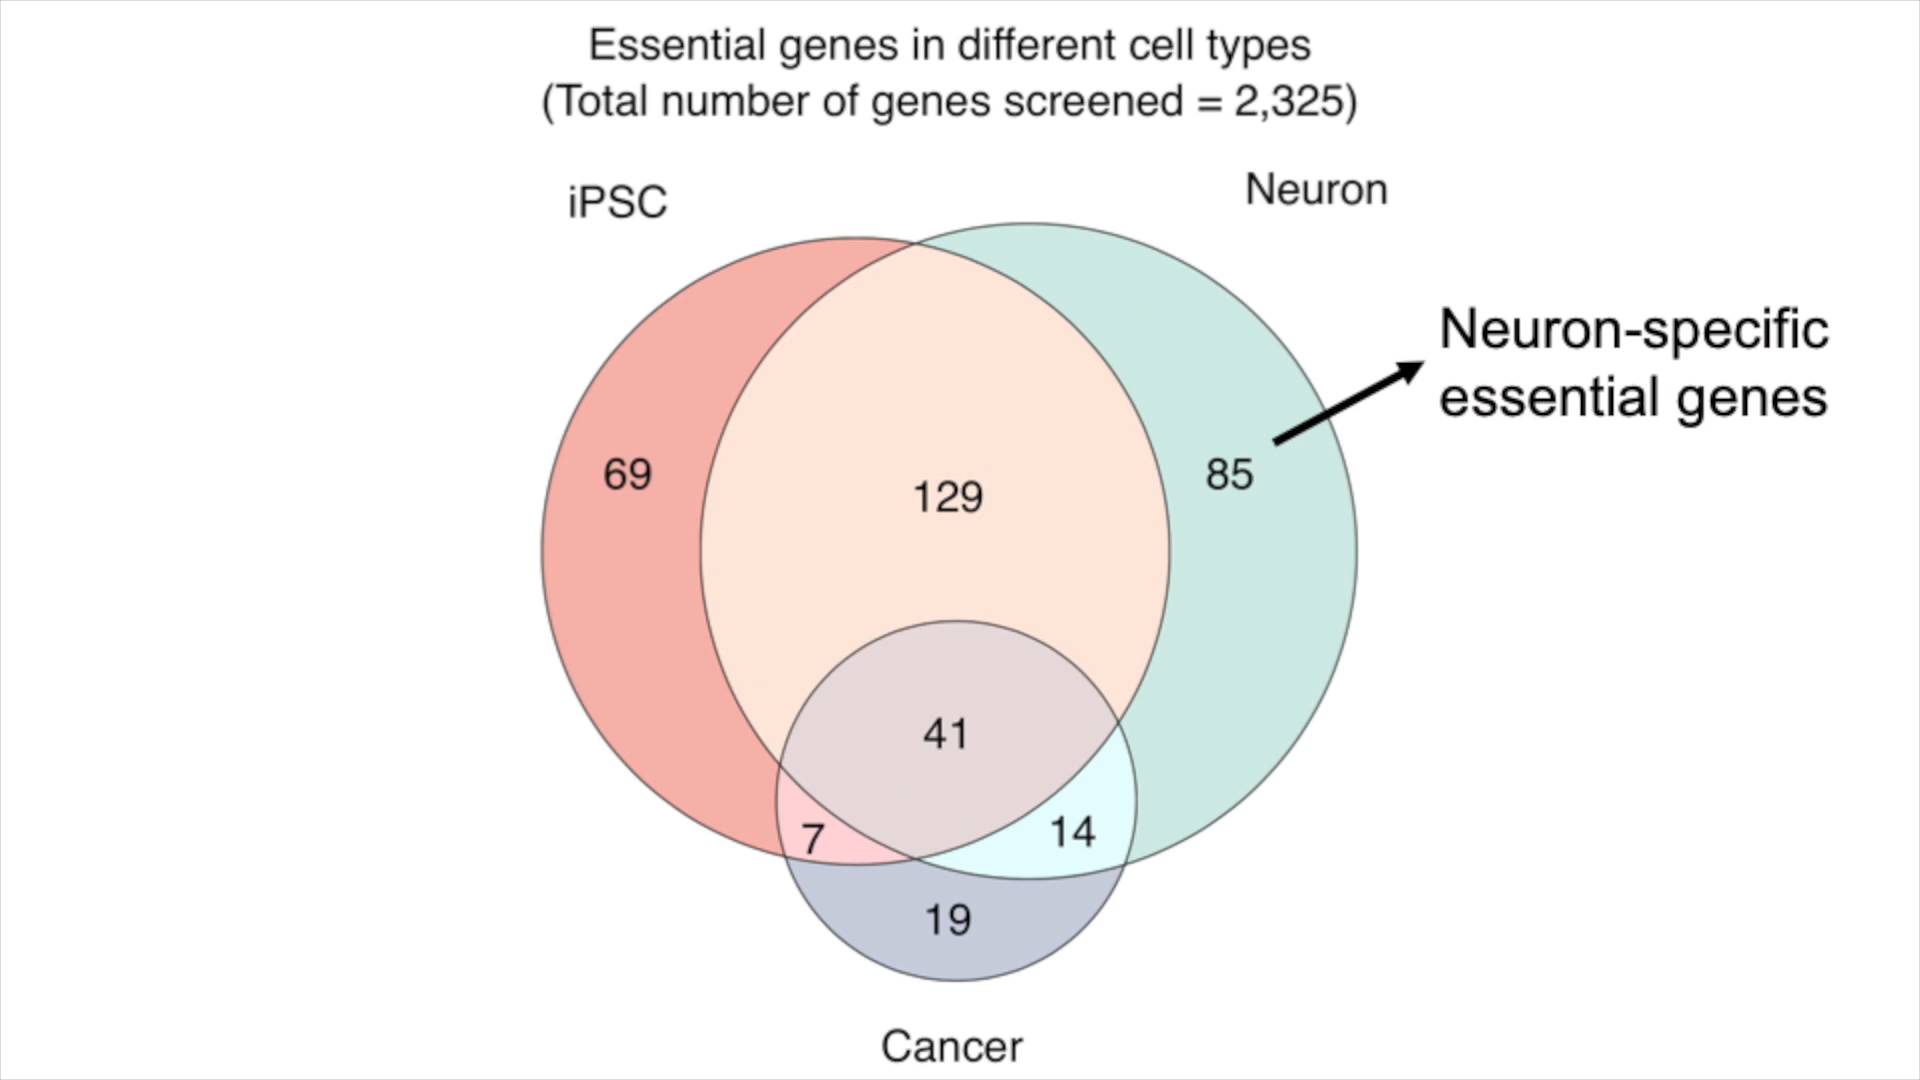 Essential genes in different cell types
(Total number of genes screened = 2,325)
iPSC
Neuron
Neuron-specific
essential genes
69
129
85
41
7
14
19
Cancer